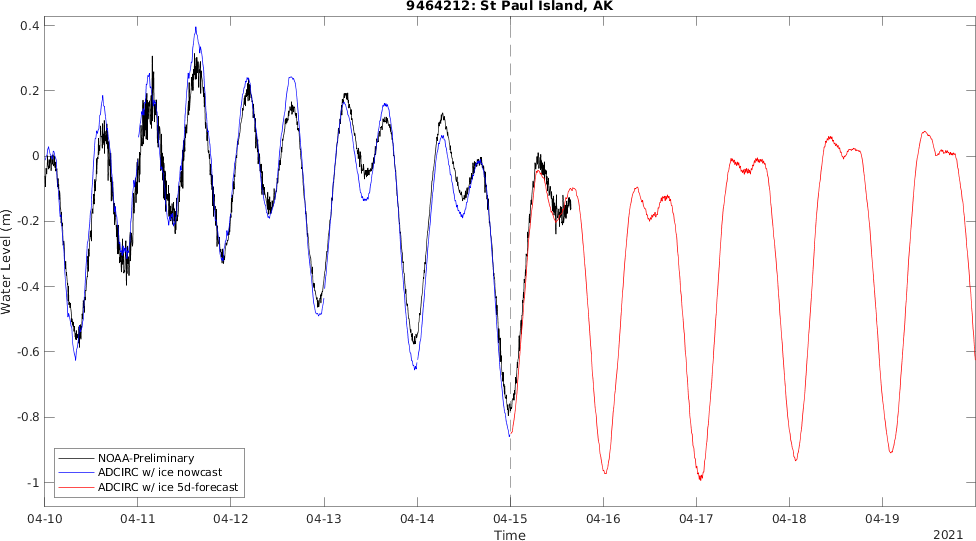 9464212: St Paul Island, AK
0.4
0.2
0
-0.2
-0.4
-0.6
-0.8
-1
Water Level (m)
NOAA-Preliminary
ADCIRC w/ ice nowcast
ADCIRC w/ ice 5d-forecast
04-10 04-11 04-12 04-13 04-14 04-15 04-16 04-17 04-18 04-19
Time
2021